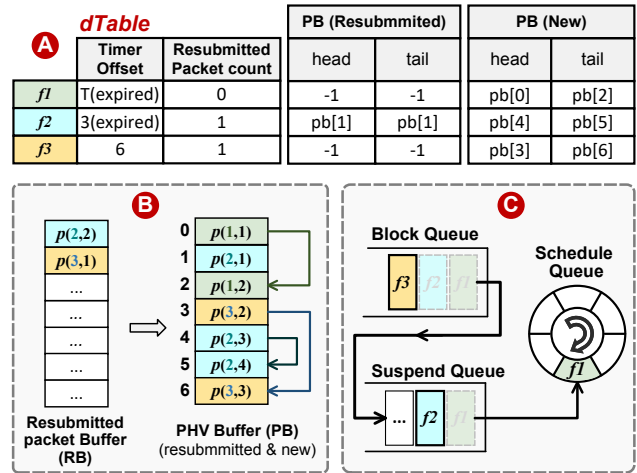 A
dTable
PB (Resubmmited)
PB (New)
Timer Offset
Resubmitted Packet count
head
tail
head
tail
f1 T(expired) 0 -1 -1 pb[0] pb[2]
f2 3(expired) 1 pb[1] pb[1] pb[4] pb[5]
f3 6 1 -1 -1 pb[3] pb[6]
B
p(2,2)
p(3,1)
...
...
...
...
...
Resubmitted
packet Buffer
(RB)
0 p(1,1)
1 p(2,1)
2 p(1,2)
3 p(3,2)
4 p(2,3)
5 p(2,4)
6 p(3,3)
PHV Buffer (PB)
(resubmmitted & new)
C
Block Queue
f3 f2 f1
Schedule
Queue
f1
Suspend Queue
... f2 f1